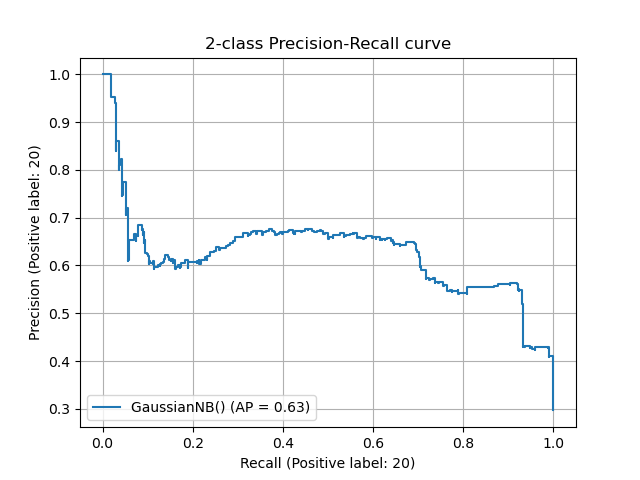 2-class Precision-Recall curve
Precision (Positive label: 20)
1.0
0.9
0.8
0.7
0.6
0.5
0.4
0.3
GaussianNB() (AP = 0.63)
0.0 0.2 0.4 0.6 0.8 1.0
Recall (Positive label: 20)